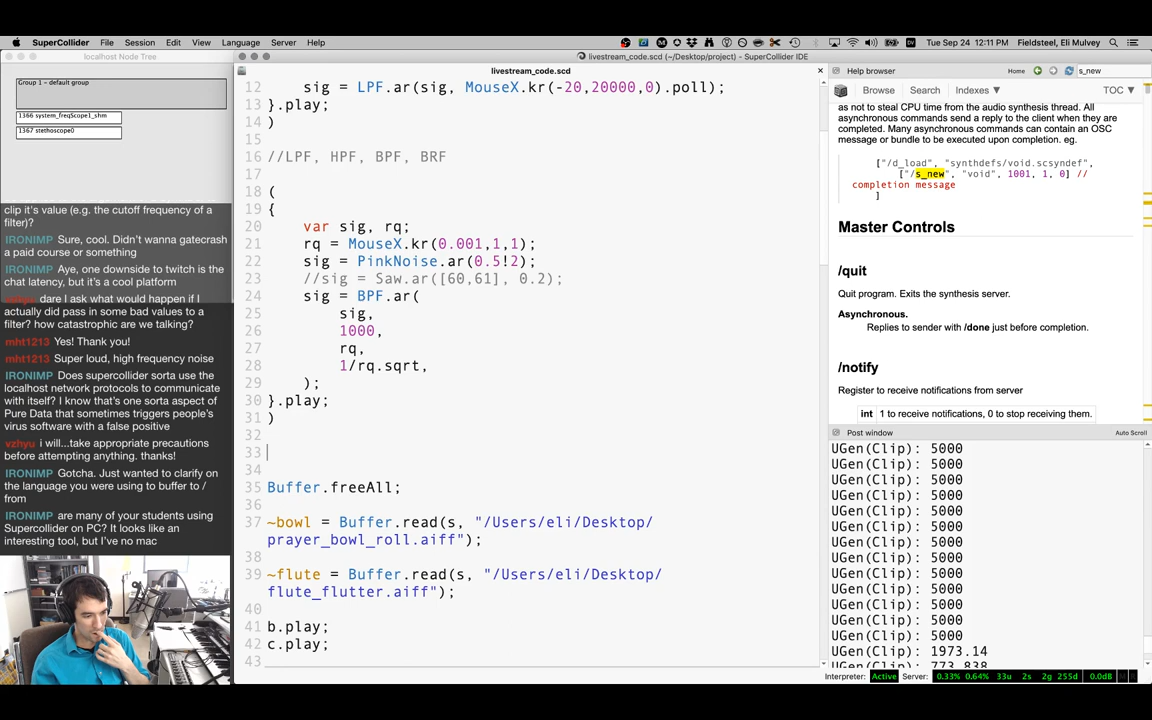 SuperCollider File Session Edit View Language Server Help
Tue Sep 24 12:11 PM Fieldsteel, Eli Mulvey
localhost Node Tree
livestream_code.scd (~/Desktop/project) - SuperCollider IDE
Group 1 - default group
1366 system_freqScope1_shm
1367 stethoscope0
clip it's value (e.g. the cutoff frequency of a
filter)?
IRONIMP Sure, cool. Didn't wanna gatecrash
a paid course or something
IRONIMP Aye, one downside to twitch is the
chat latency, but it's a cool platform
vzhyu dare I ask what would happen if I
actually did pass in some bad values to a
filter? how catastrophic are we talking?
mht1213 Yes! Thank you!
mht1213 Super loud, high frequency noise
IRONIMP Does supercollider sorta use the
localhost network protocols to communicate
with itself? I know that's one sorta aspect of
Pure Data that sometimes triggers people's
virus software with a false positive
vzhyu i will...take appropriate precautions
before attempting anything. thanks!
IRONIMP Gotcha. Just wanted to clarify on
the language you were using to buffer to /
from
IRONIMP are many of your students using
Supercollider on PC? It looks like an
interesting tool, but I've no mac
livestream_code.scd
12 sig = LPF.ar(sig, MouseX.kr(-20,20000,0).poll);
13 }.play;
14 )
15
16 //LPF, HPF, BPF, BRF
17
18 (
19 {
20 var sig, rq;
21 rq = MouseX.kr(0.001,1,1);
22 sig = PinkNoise.ar(0.5!2);
23 //sig = Saw.ar([60,61], 0.2);
24 sig = BPF.ar(
25 sig,
26 1000,
27 rq,
28 1/rq.sqrt,
29 );
30 }.play;
31 )
32
33
34
35 Buffer.freeAll;
36
37 ~bowl = Buffer.read(s, "/Users/eli/Desktop/
prayer_bowl_roll.aiff");
38
39 ~flute = Buffer.read(s, "/Users/eli/Desktop/
flute_flutter.aiff");
40
41 b.play;
42 c.play;
43
Help browser Home s_new
Browse Search Indexes ▼ TOC ▼
as not to steal CPU time from the audio synthesis thread. All
asynchronous commands send a reply to the client when they are
completed. Many asynchronous commands can contain an OSC
message or bundle to be executed upon completion. eg.
["/d_load", "synthdefs/void.scsyndef",
["/s_new", "void", 1001, 1, 0] //
completion message
]
Master Controls
/quit
Quit program. Exits the synthesis server.
Asynchronous.
Replies to sender with /done just before completion.
/notify
Register to receive notifications from server
int 1 to receive notifications, 0 to stop receiving them.
Post window Auto Scroll
UGen(Clip): 5000
UGen(Clip): 5000
UGen(Clip): 5000
UGen(Clip): 5000
UGen(Clip): 5000
UGen(Clip): 5000
UGen(Clip): 5000
UGen(Clip): 5000
UGen(Clip): 5000
UGen(Clip): 5000
UGen(Clip): 5000
UGen(Clip): 5000
UGen(Clip): 5000
UGen(Clip): 1973.14
UGen(Clip): 773.838
Interpreter: Active Server: 0.33% 0.64% 33u 2s 2g 255d 0.0dB M R